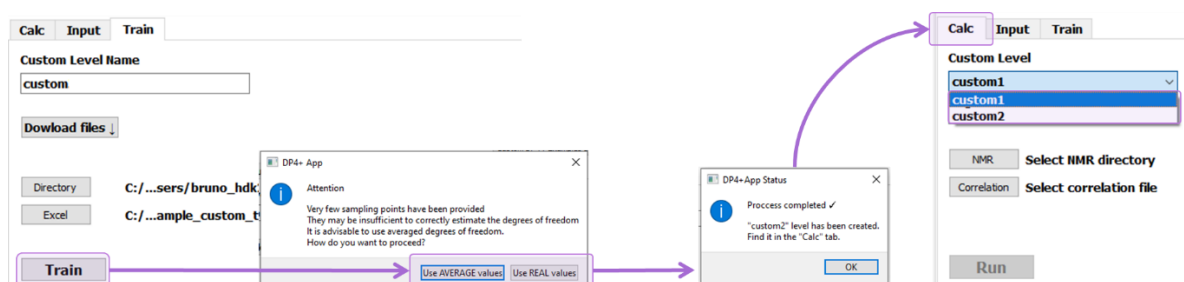 Calc Input Train
Custom Level Name
custom
Dowload files ↓
Directory C:/...sers/bruno_hdk
Excel C:/...ample_custom_t
Train
DP4+ App
Attention
Very few sampling points have been provided
They may be insufficient to correctly estimate the degrees of freedom
It is advisable to use averaged degrees of freedom.
How do you want to proceed?
Use AVERAGE values Use REAL values
DP4+App Status
Proccess completed ✓
"custom2" level has been created.
Find it in the "Calc" tab.
OK
Calc Input Train
Custom Level
custom1
custom1
custom2
NMR Select NMR directory
Correlation Select correlation file
Run